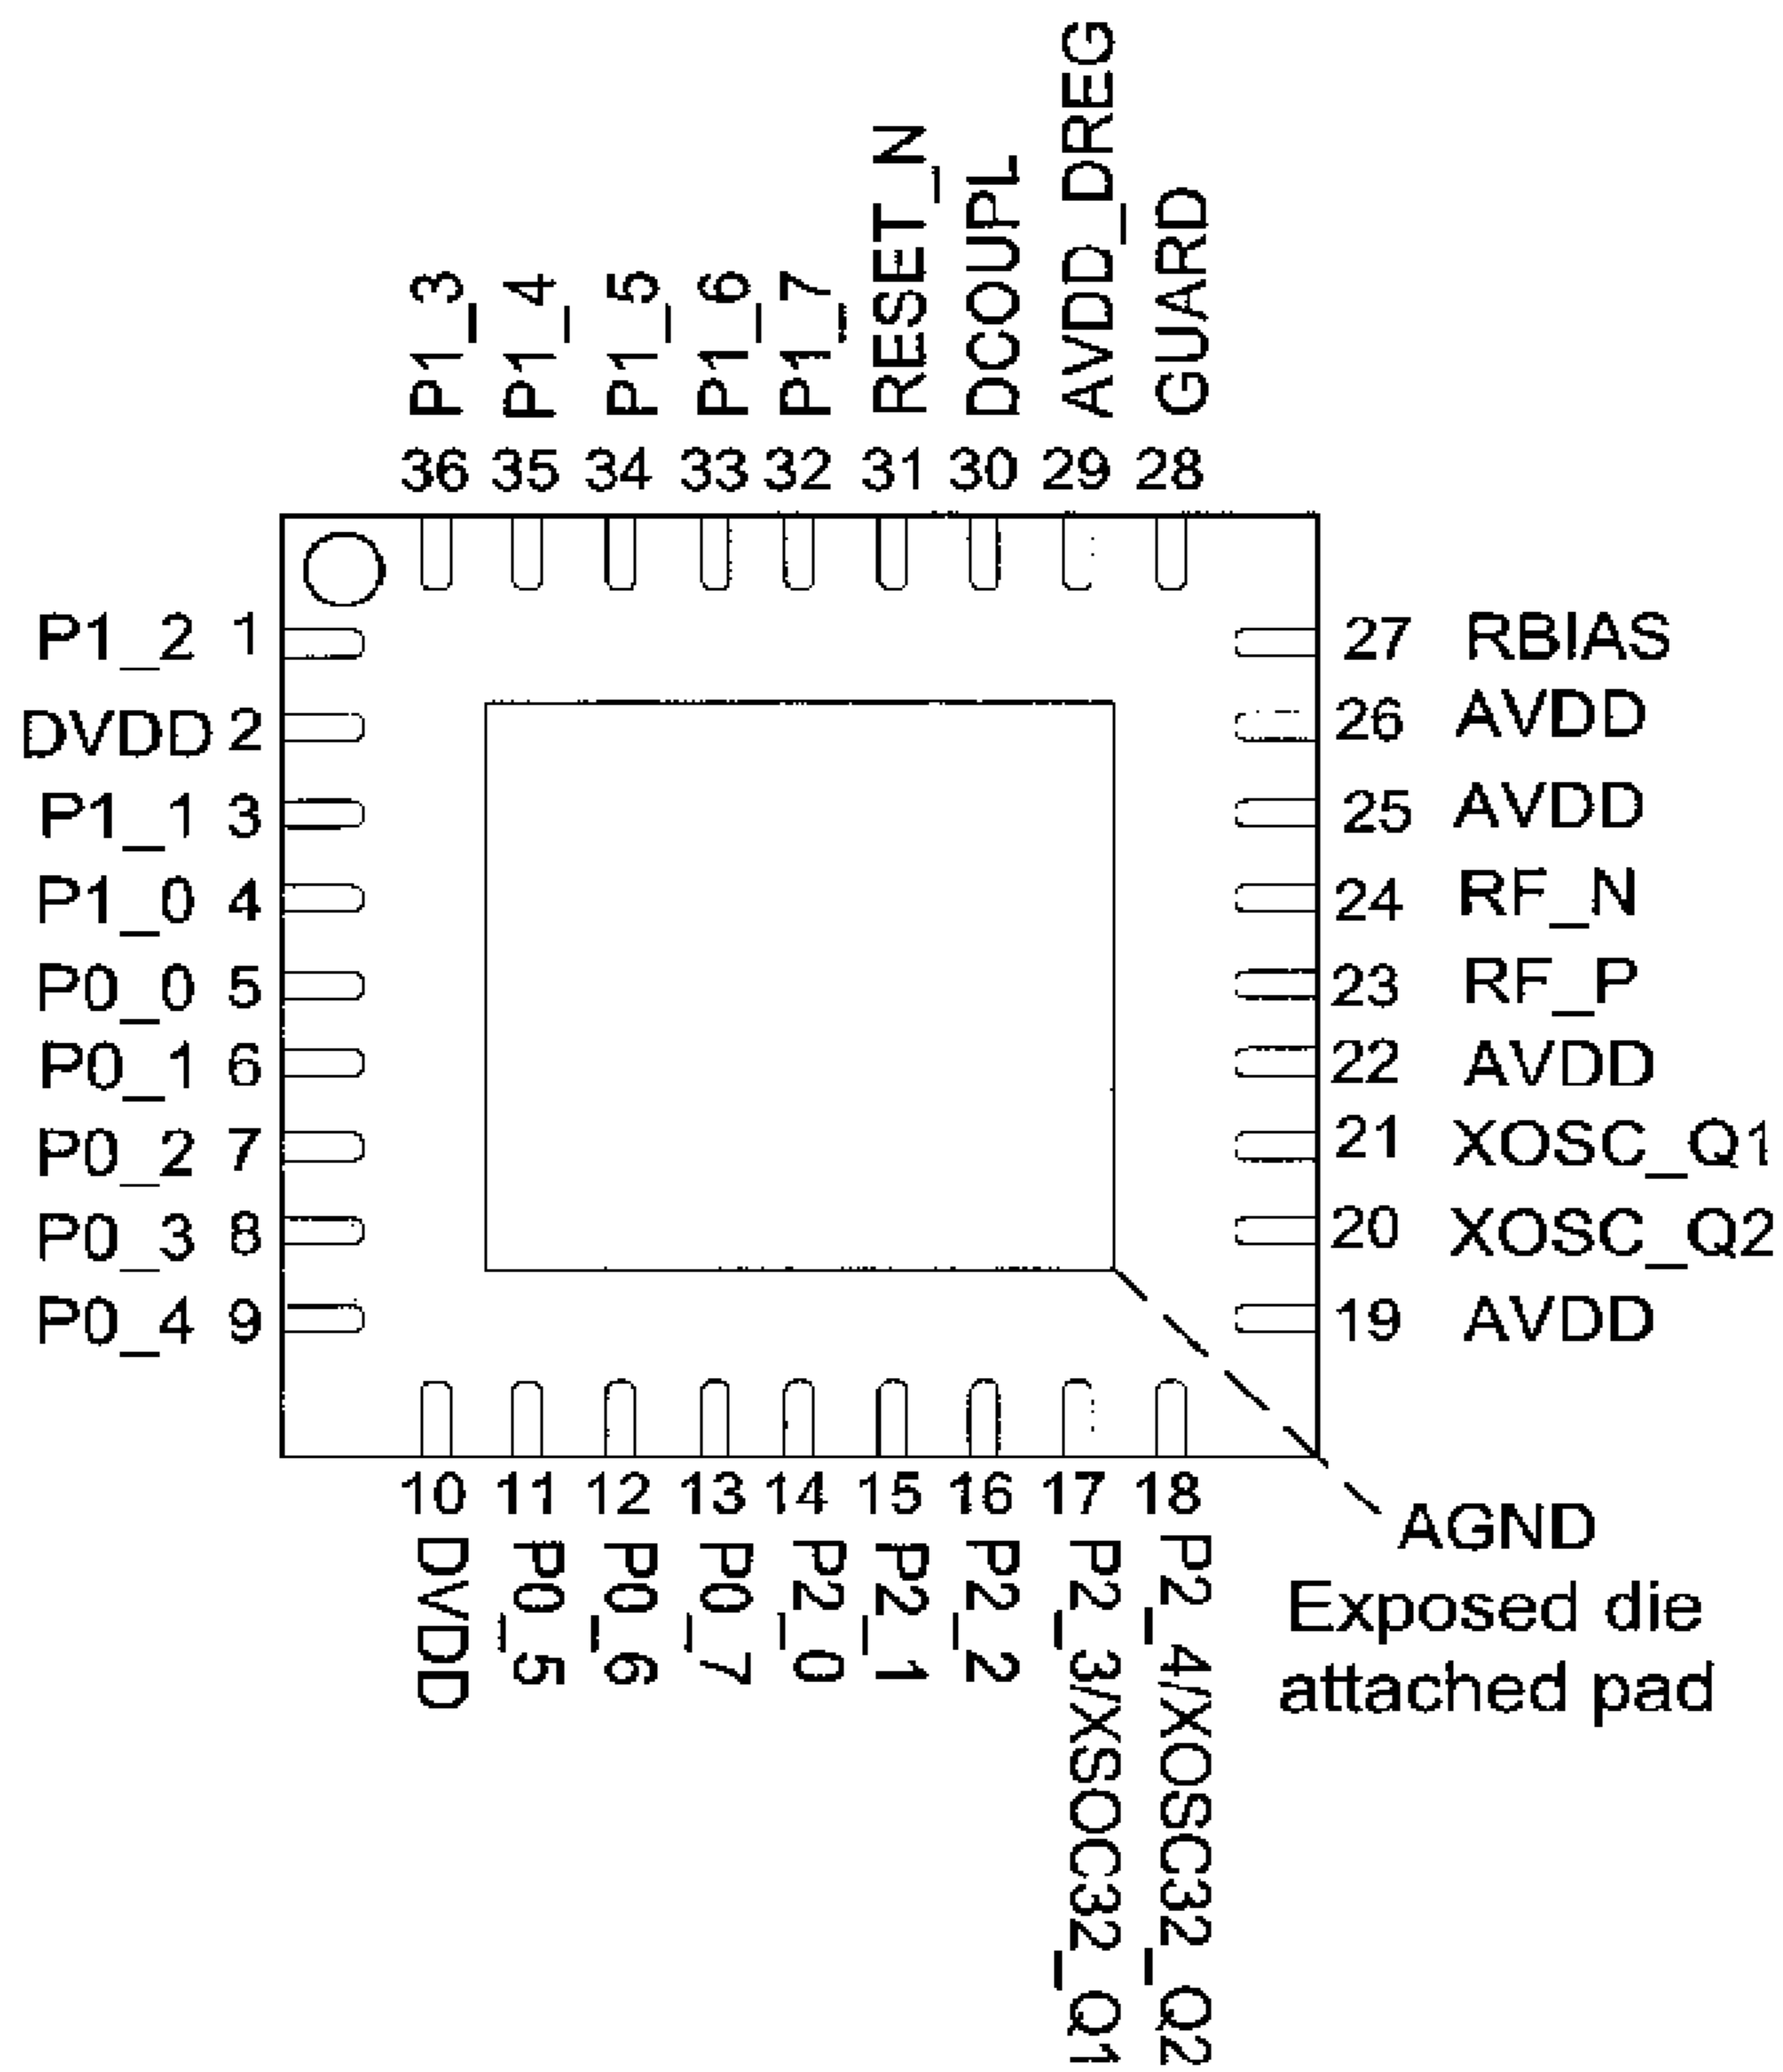 P1_3
P1_4
P1_5
P1_6
P1_7
RESET_N
DCOUPL
AVDD_DREG
GUARD
36 35 34 33 32 31 30 29 28
P1_2 1
DVDD 2
P1_1 3
P1_0 4
P0_0 5
P0_1 6
P0_2 7
P0_3 8
P0_4 9
27 RBIAS
26 AVDD
25 AVDD
24 RF_N
23 RF_P
22 AVDD
21 XOSC_Q1
20 XOSC_Q2
19 AVDD
10 11 12 13 14 15 16 17 18
DVDD
P0_5
P0_6
P0_7
P2_0
P2_1
P2_2
P2_3/XSOC32_Q1
P2_4/XOSC32_Q2
AGND
Exposed die
attached pad